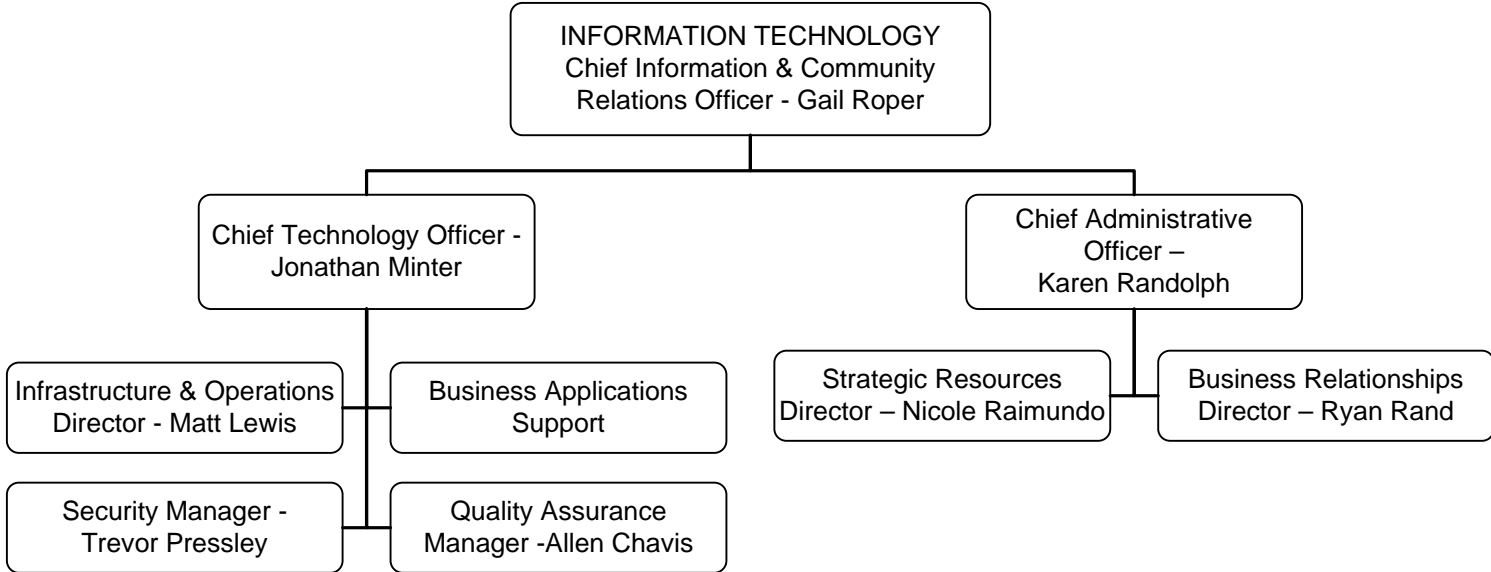 INFORMATION TECHNOLOGY
Chief Information & Community
Relations Officer - Gail Roper
Chief Technology Officer -
Jonathan Minter
Chief Administrative
Officer –
Karen Randolph
Infrastructure & Operations
Director - Matt Lewis
Business Applications
Support
Strategic Resources
Director – Nicole Raimundo
Business Relationships
Director – Ryan Rand
Security Manager -
Trevor Pressley
Quality Assurance
Manager -Allen Chavis